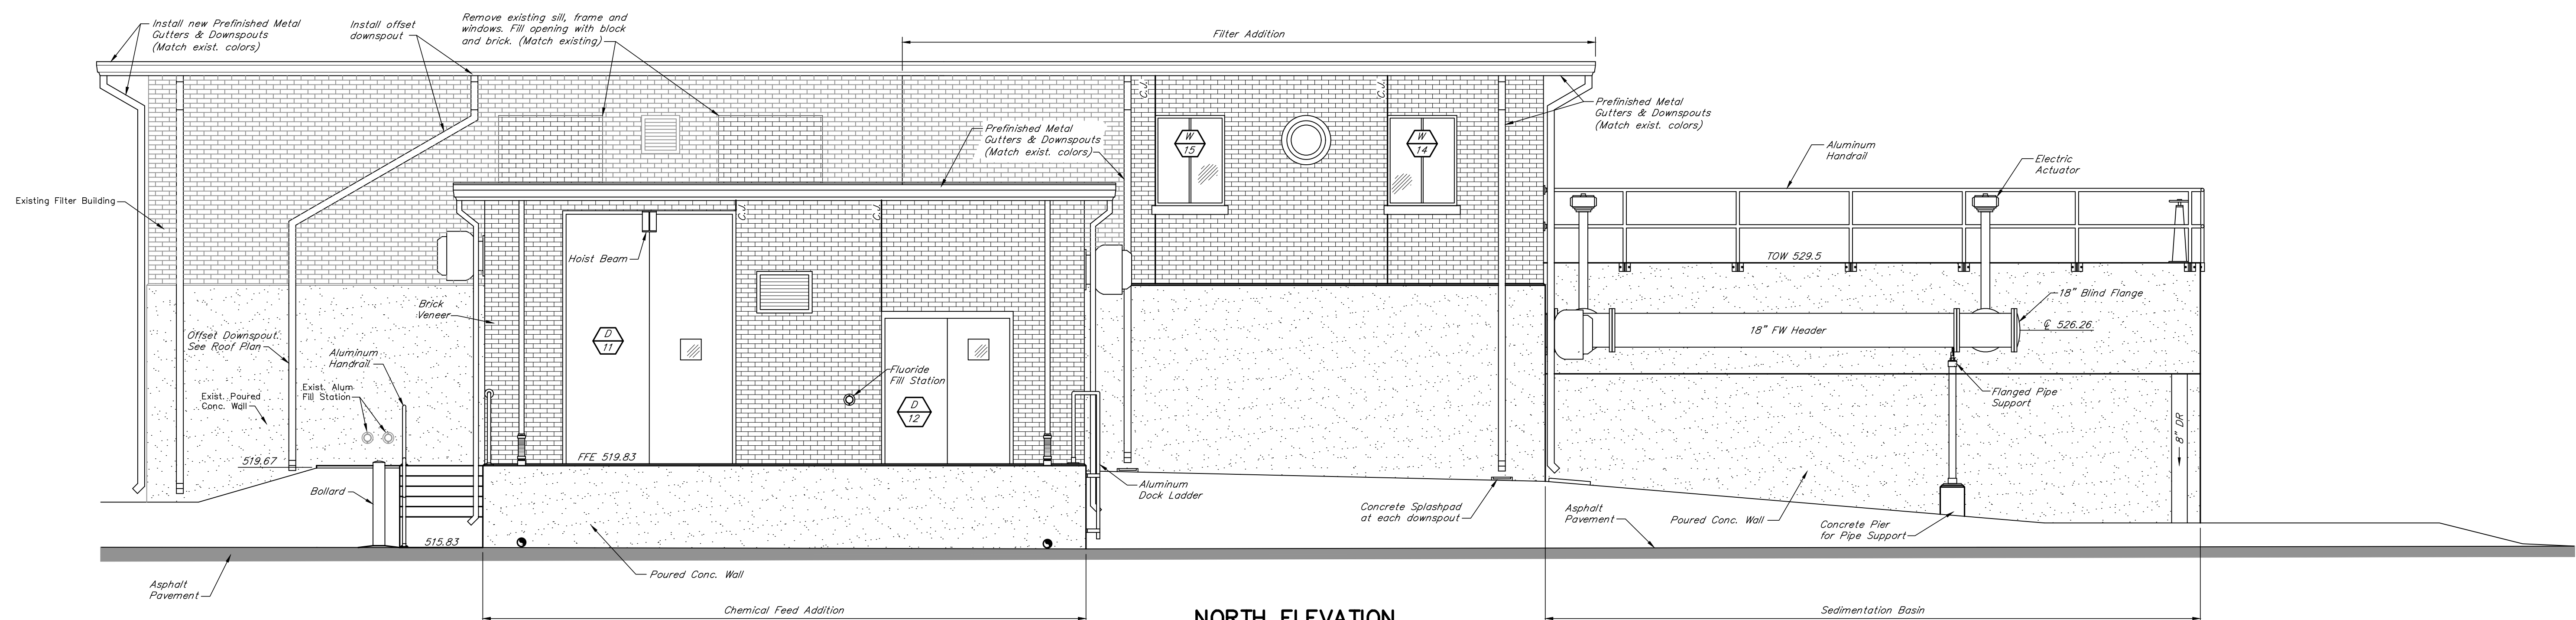 Install new Prefinished Metal
Gutters & Downspouts
(Match exist. colors)
Install offset
downspout
Remove existing sill, frame and
windows. Fill opening with block
and brick. (Match existing)
Filter Addition
Prefinished Metal
Gutters & Downspouts
(Match exist. colors)
C.J.
C.J.
W
15
W
14
Prefinished Metal
Gutters & Downspouts
(Match exist. colors)
Aluminum
Handrail
Electric
Actuator
Existing Filter Building
C.J.
C.J.
Hoist Beam
TOW 529.5
Brick
Veneer
18" Blind Flange
Offset Downspout.
See Roof Plan
D
11
18" FW Header
℄ 526.26
Aluminum
Handrail
Exist. Alum
Fill Station
Exist. Poured
Conc. Wall
Fluoride
Fill Station
D
12
Flanged Pipe
Support
8" DR
519.67
FFE 519.83
Bollard
Aluminum
Dock Ladder
Concrete Splashpad
at each downspout
Asphalt
Pavement
Poured Conc. Wall
Concrete Pier
for Pipe Support
515.83
Asphalt
Pavement
Poured Conc. Wall
Chemical Feed Addition
NORTH ELEVATION
Sedimentation Basin